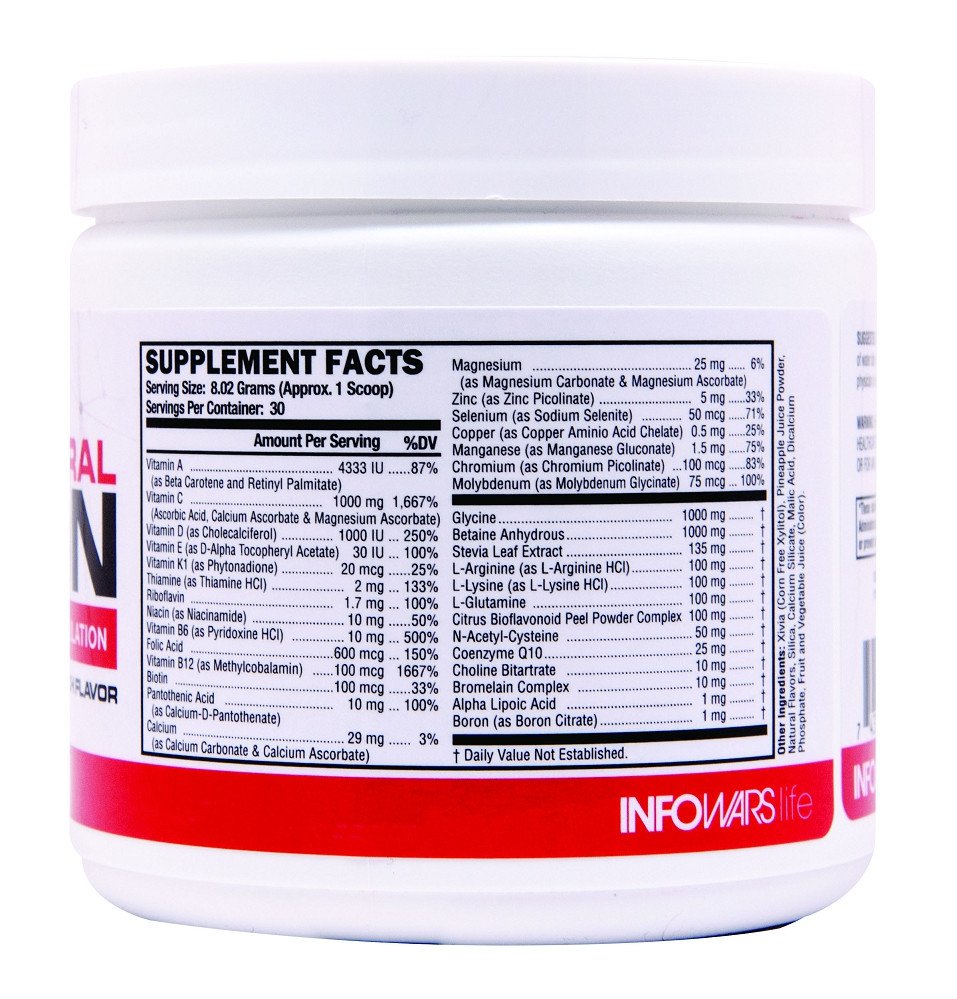 SUPPLEMENT FACTS
Serving Size: 8.02 Grams (Approx. 1 Scoop)
Servings Per Container: 30
Amount Per Serving %DV
Vitamin A 4333 IU 87%
(as Beta Carotene and Retinyl Palmitate)
Vitamin C 1000 mg 1,667%
(Ascorbic Acid, Calcium Ascorbate & Magnesium Ascorbate)
Vitamin D (as Cholecalciferol) 1000 IU 250%
Vitamin E (as D-Alpha Tocopheryl Acetate) 30 IU 100%
Vitamin K1 (as Phytonadione) 20 mcg 25%
Thiamine (as Thiamine HCI) 2 mg 133%
Riboflavin 1.7 mg 100%
Niacin (as Niacinamide) 10 mg 50%
Vitamin B6 (as Pyridoxine HCI) 10 mg 500%
Folic Acid 600 mcg 150%
Vitamin B12 (as Methylcobalamin) 100 mcg 1667%
Biotin 100 mcg 33%
Pantothenic Acid 10 mg 100%
(as Calcium-D-Pantothenate)
Calcium 29 mg 3%
(as Calcium Carbonate & Calcium Ascorbate)
Magnesium 25 mg 6%
(as Magnesium Carbonate & Magnesium Ascorbate)
Zinc (as Zinc Picolinate) 5 mg 33%
Selenium (as Sodium Selenite) 50 mcg 71%
Copper (as Copper Aminio Acid Chelate) 0.5 mg 25%
Manganese (as Manganese Gluconate) 1.5 mg 75%
Chromium (as Chromium Picolinate) 100 mcg 83%
Molybdenum (as Molybdenum Glycinate) 75 mcg 100%
Glycine 1000 mg †
Betaine Anhydrous 1000 mg †
Stevia Leaf Extract 135 mg †
L-Arginine (as L-Arginine HCI) 100 mg †
L-Lysine (as L-Lysine HCI) 100 mg †
L-Glutamine 100 mg †
Citrus Bioflavonoid Peel Powder Complex 100 mg †
N-Acetyl-Cysteine 50 mg †
Coenzyme Q10 25 mg †
Choline Bitartrate 10 mg †
Bromelain Complex 10 mg †
Alpha Lipoic Acid 1 mg †
Boron (as Boron Citrate) 1 mg †
† Daily Value Not Established.
Other Ingredients: Xivia (Corn Free Xylitol), Pineapple Juice Powder,
Natural Flavors, Silica, Calcium Silicate, Malic Acid, Dicalcium
Phosphate, Fruit and Vegetable Juice (Color).
RAL
N
LATION
FLAVOR
INFOWARS life